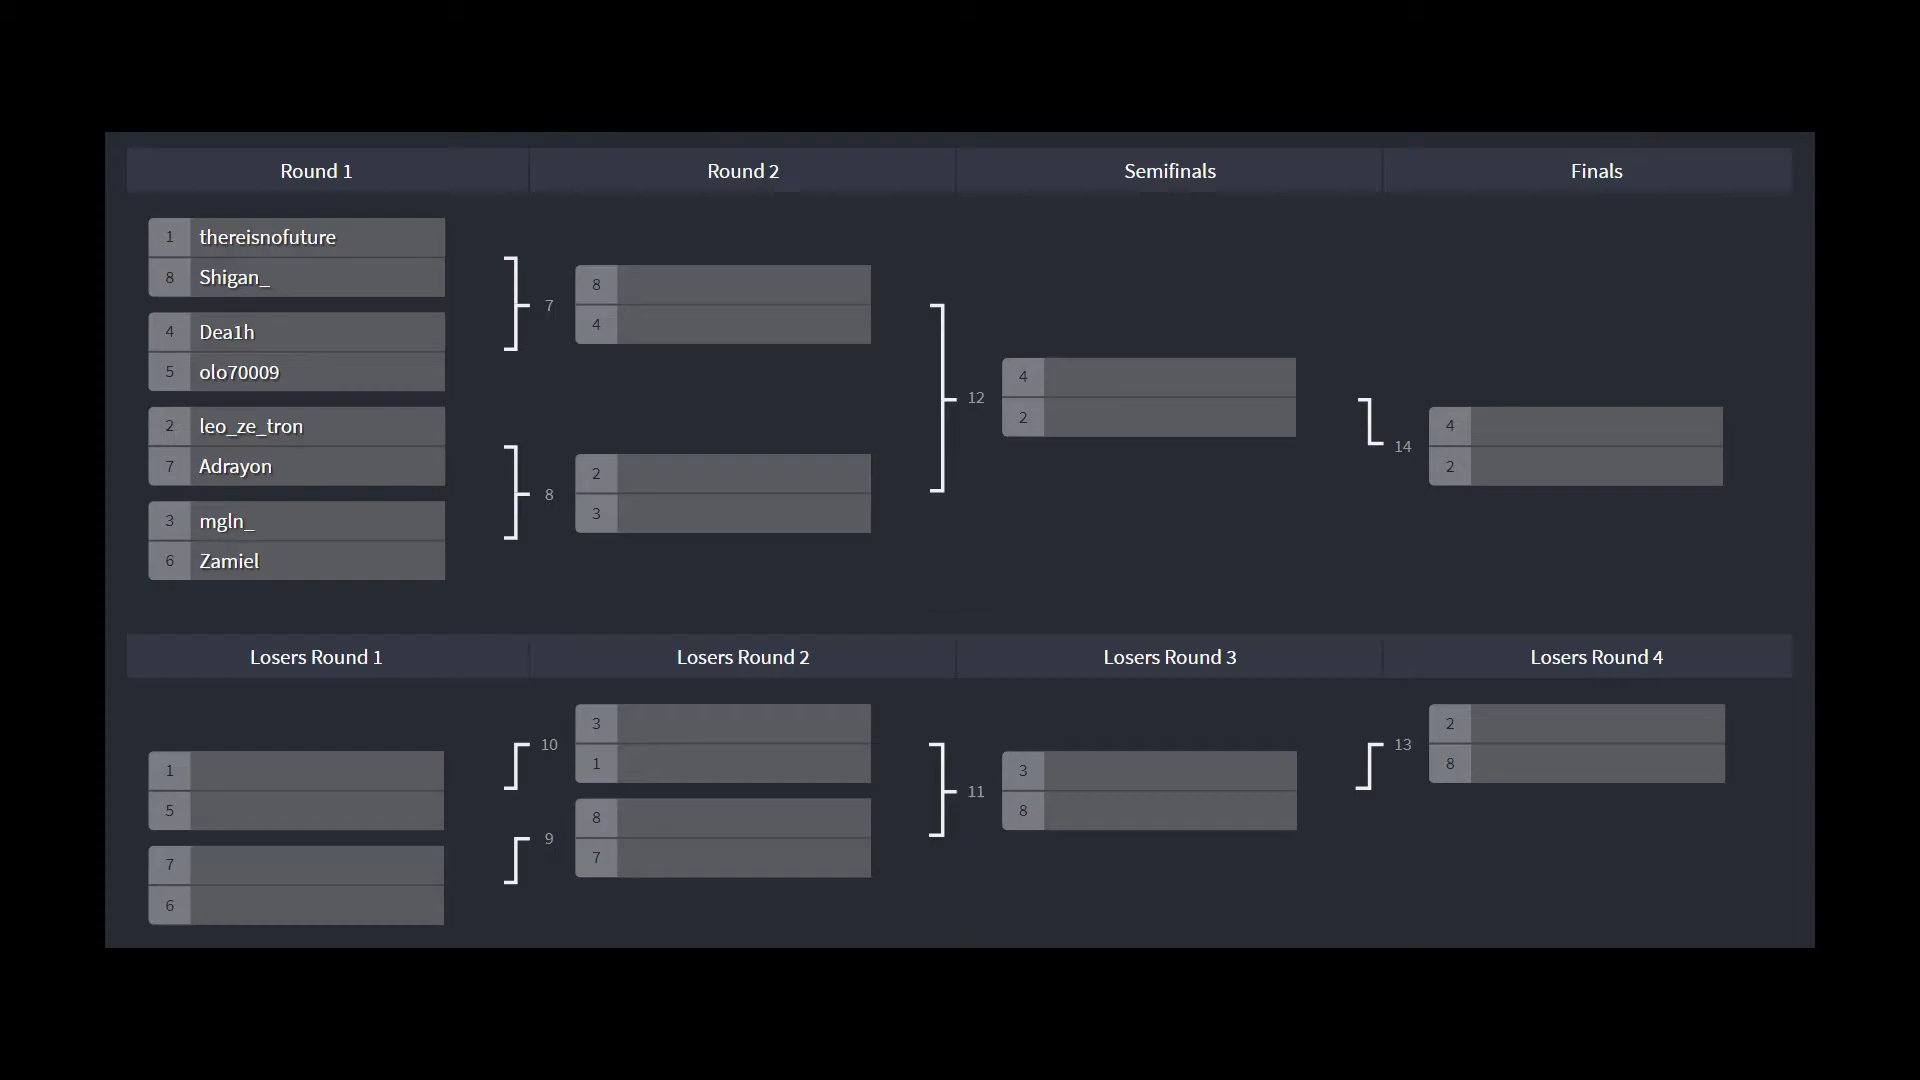 Round 1
Round 2
Semifinals
Finals
1 thereisnofuture
8 Shigan_
4 Dea1h
5 olo70009
2 leo_ze_tron
7 Adrayon
3 mgln_
6 Zamiel
7
8
4
8
2
3
12
4
2
14
4
2
Losers Round 1
Losers Round 2
Losers Round 3
Losers Round 4
1
5
7
6
10
3
1
9
8
7
11
3
8
13
2
8